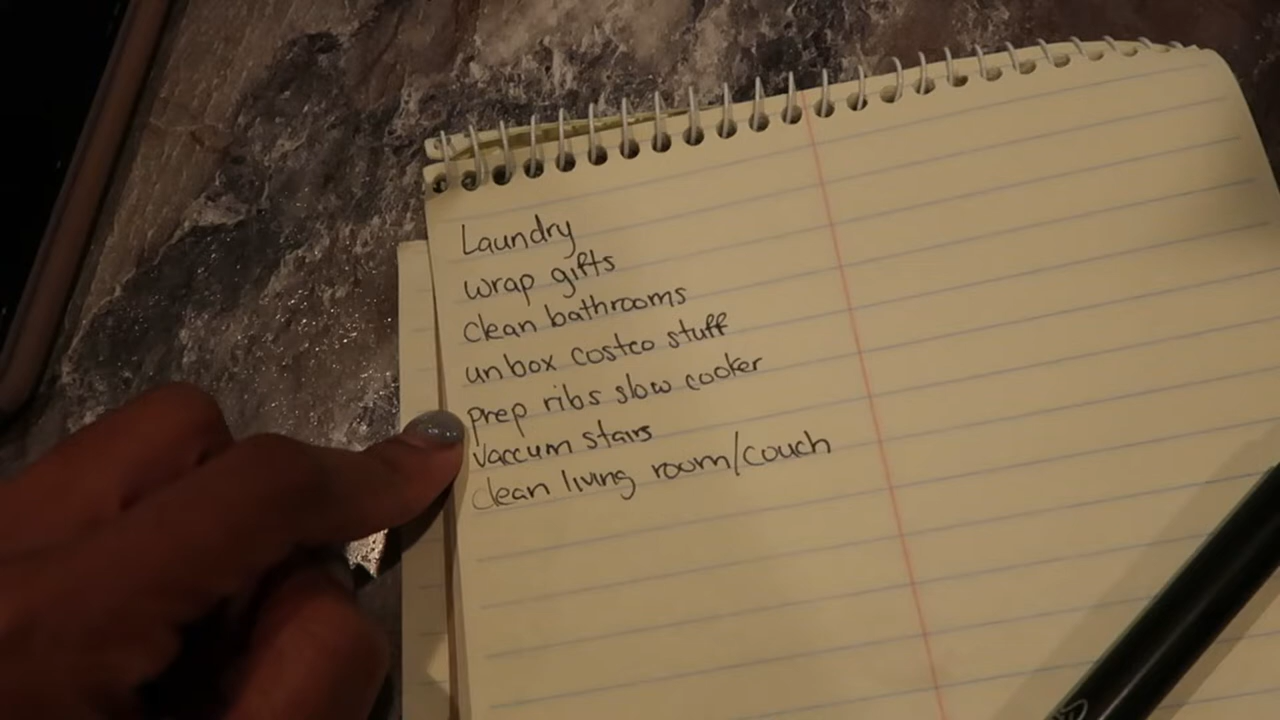 Laundry
wrap gifts
clean bathrooms
unbox costco stuff
prep ribs slow cooker
Vaccum stairs
clean living room/couch